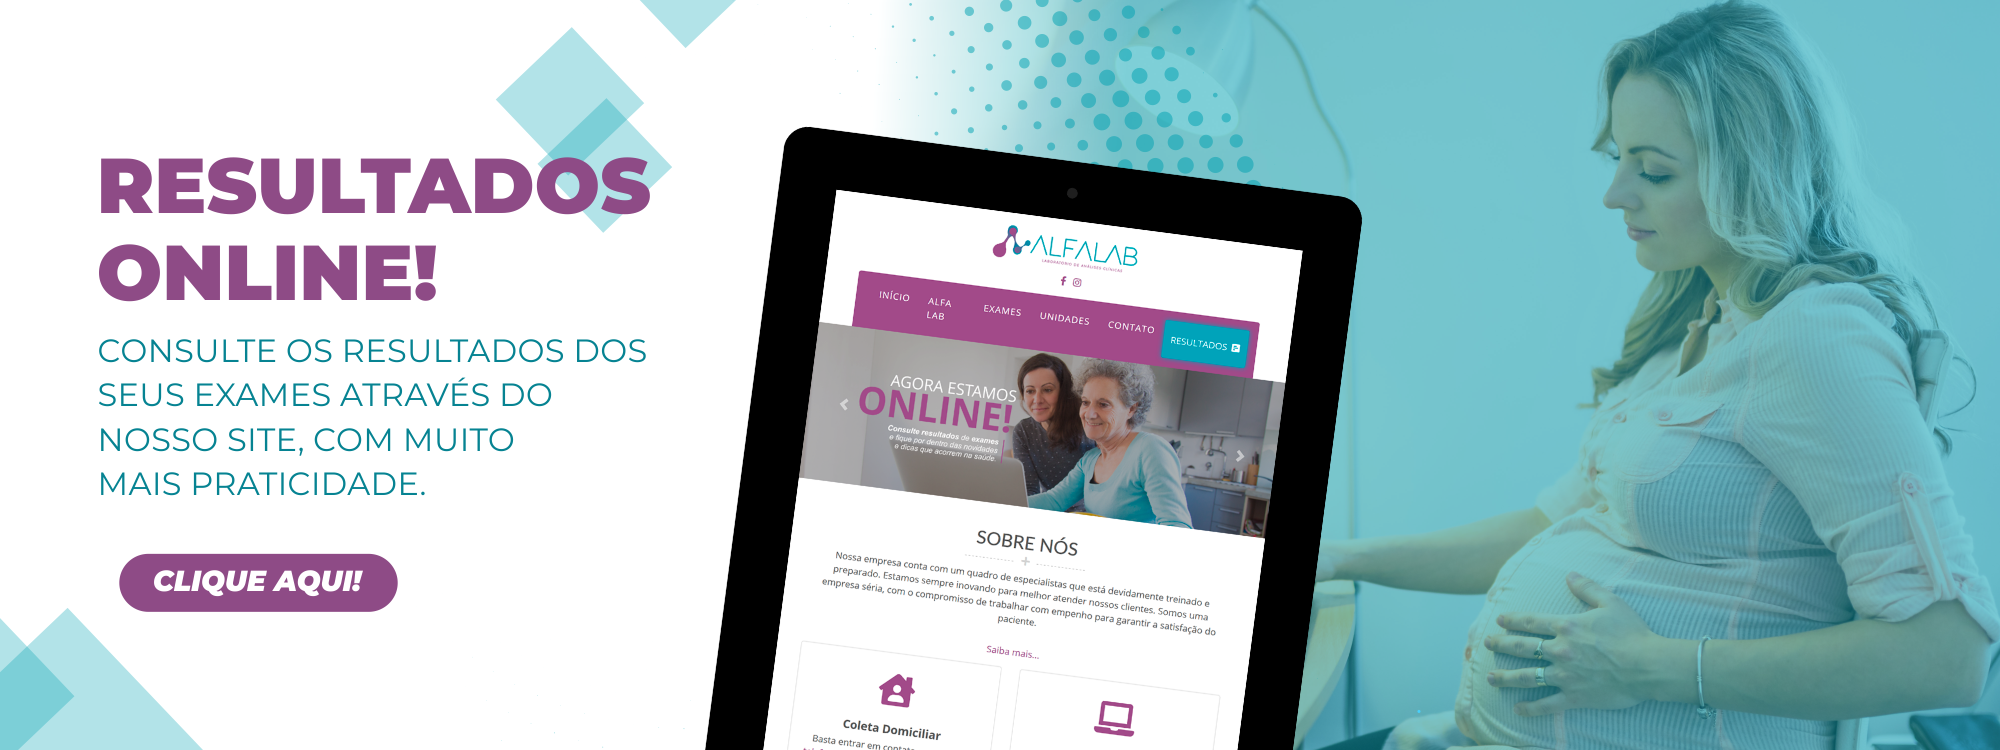 RESULTADOS
ONLINE!
CONSULTE OS RESULTADOS DOS
SEUS EXAMES ATRAVÉS DO
NOSSO SITE, COM MUITO
MAIS PRATICIDADE.
CLIQUE AQUI!
ALFALAB
LABORATÓRIO DE ANÁLISES CLÍNICAS
INÍCIO
ALFA
LAB
EXAMES
UNIDADES
CONTATO
RESULTADOS
AGORA ESTAMOS
ONLINE!
Consulte resultados de exames
e fique por dentro das novidades
e dicas que acorrem na saúde.
SOBRE NÓS
Nossa empresa conta com um quadro de especialistas que está devidamente treinado e
preparado. Estamos sempre inovando para melhor atender nossos clientes. Somos uma
empresa séria, com o compromisso de trabalhar com empenho para garantir a satisfação do
paciente.
Saiba mais...
Coleta Domiciliar
Basta entrar em